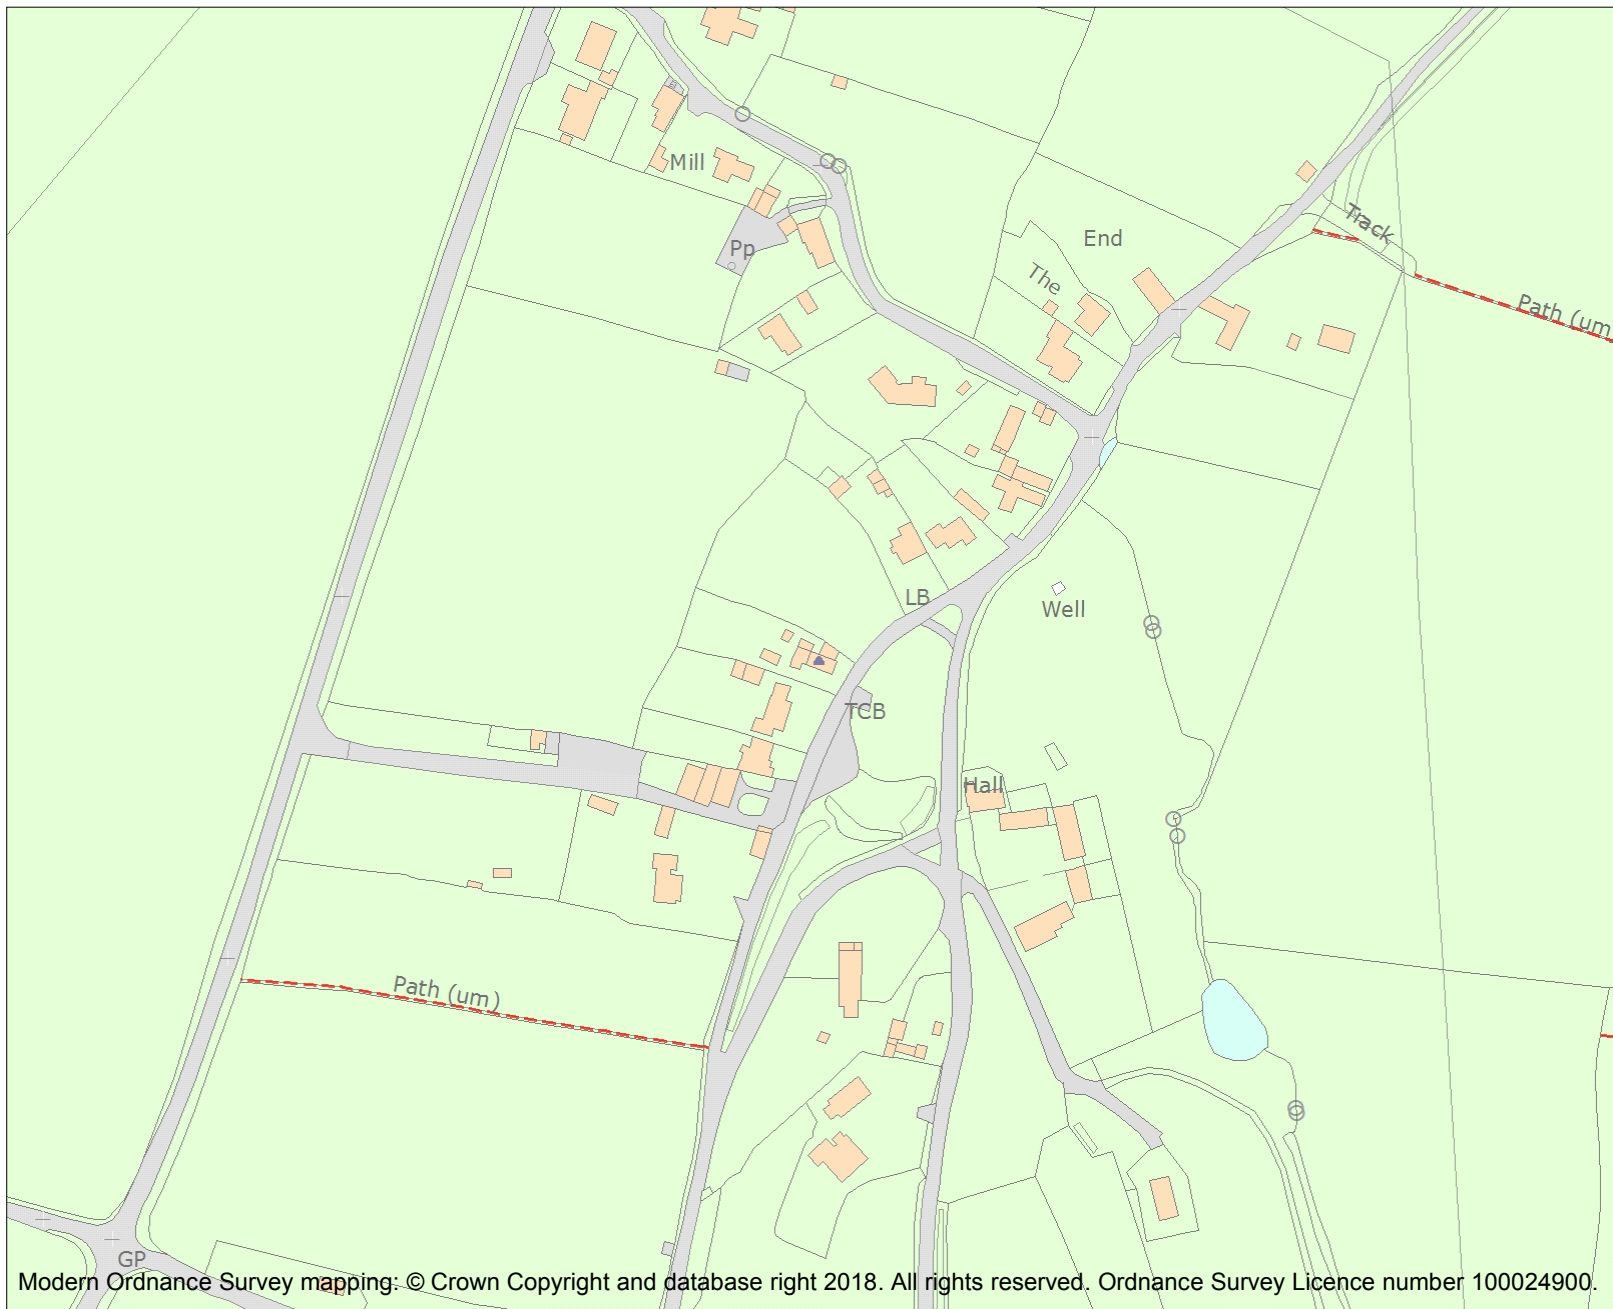 Mill
End
Track
Pp
The
Path (um
LB
Well
TCB
Hall
Path (um)
GP
Modern Ordnance Survey mapping: © Crown Copyright and database right 2018. All rights reserved. Ordnance Survey Licence number 100024900.